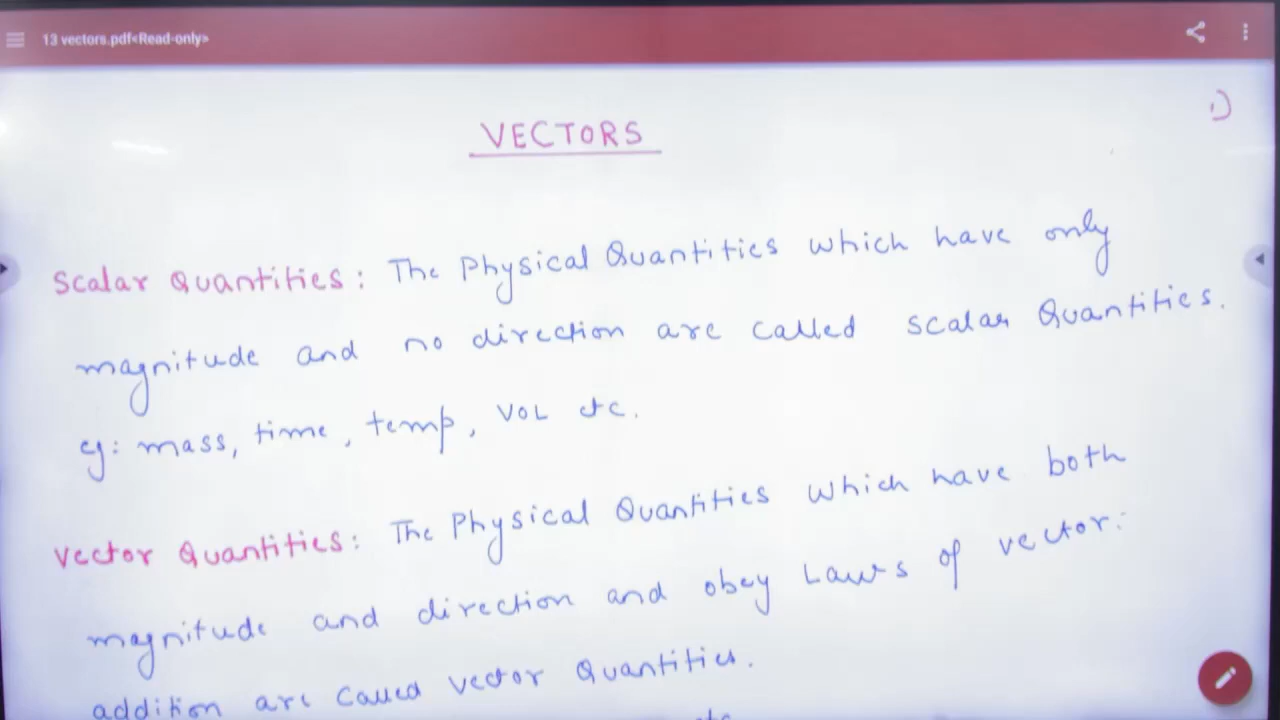 13 vectors.pdf<Read-only>
1)
VECTORS
Scalar Quantities: The Physical Quantities which have only
magnitude and no direction are called scalar Quantities.
eg: mass, time, temp, VOL etc.
Vector Quantities: The Physical Quantities which have both
magnitude and direction and obey Laws of vector
addition are called vector Quantities.